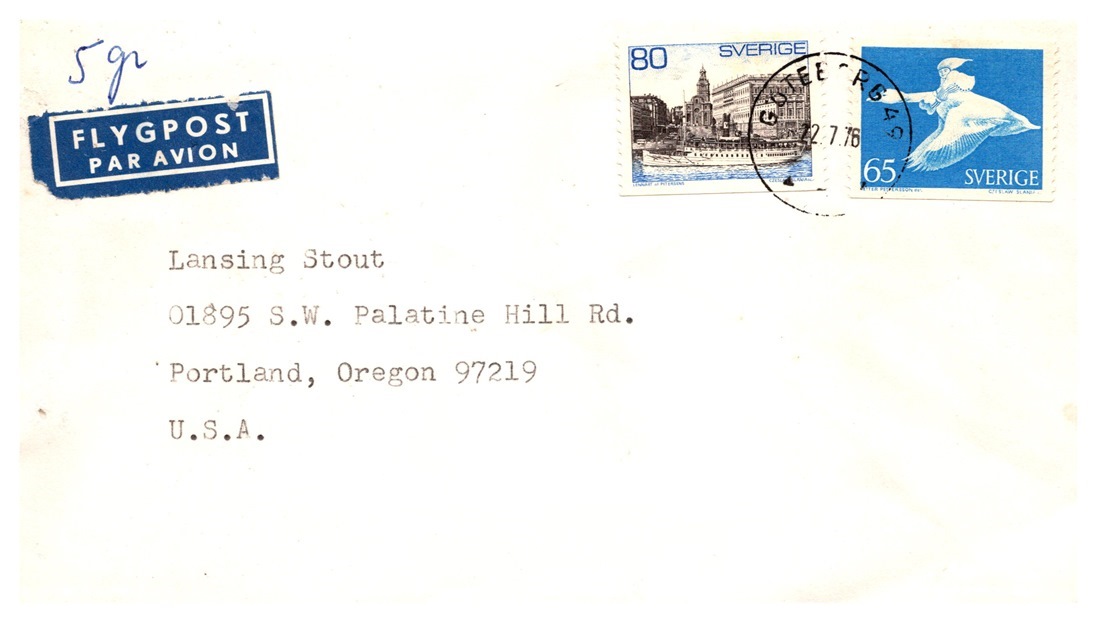 5 gr
FLYGPOST
PAR AVION
80 SVERIGE
GÖTEBORG 49
22.7.76
65 SVERIGE
Lansing Stout
01895 S.W. Palatine Hill Rd.
Portland, Oregon 97219
U.S.A.